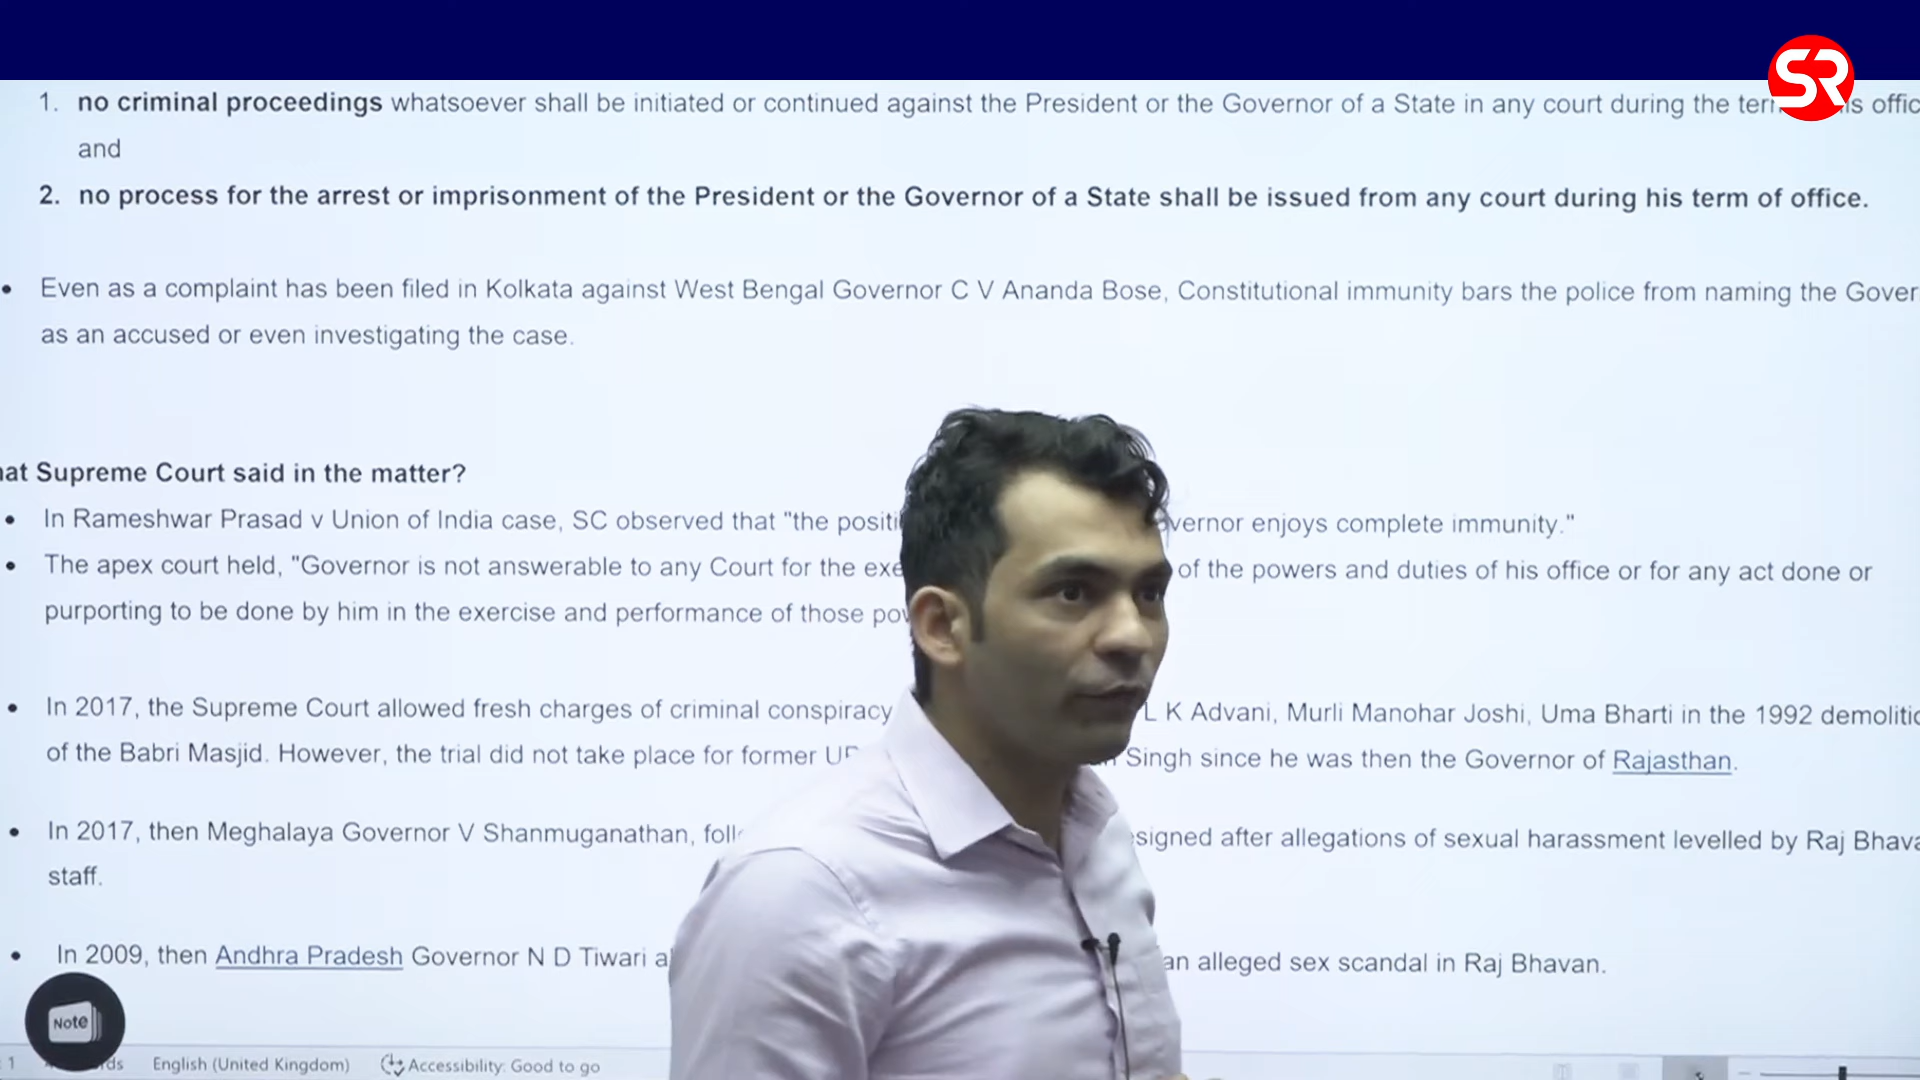 SR
1. no criminal proceedings whatsoever shall be initiated or continued against the President or the Governor of a State in any court during the
and
2. no process for the arrest or imprisonment of the President or the Governor of a State shall be issued from any court during his term of office.
• Even as a complaint has been filed in Kolkata against West Bengal Governor C V Ananda Bose, Constitutional immunity bars the police from naming the
as an accused or even investigating the case.
Supreme Court said in the matter?
• In Rameshwar Prasad v Union of India case, SC observed that "the enjoys complete immunity."
• The apex court held, "Governor is not answerable to any Court for the of the powers and duties of his office or for any act done or
purporting to be done by him in the exercise and performance of those
• In 2017, the Supreme Court allowed fresh charges of criminal conspiracy L K Advani, Murli Manohar Joshi, Uma Bharti in the 1992
of the Babri Masjid. However, the trial did not take place for former Singh since he was then the Governor of Rajasthan.
• In 2017, then Meghalaya Governor V Shanmuganathan, after allegations of sexual harassment levelled by Raj
staff.
• In 2009, then Andhra Pradesh Governor N D Tiwari an alleged sex scandal in Raj Bhavan.
Note
1 English (United Kingdom) Accessibility: Good to go